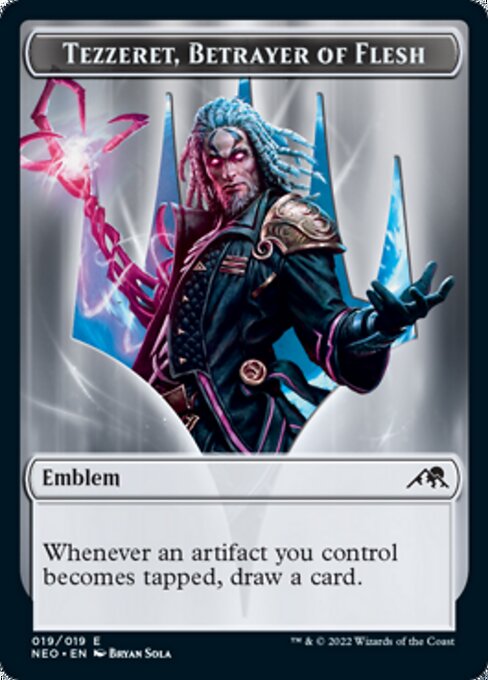 Tezzeret, Betrayer of Flesh
Emblem
Whenever an artifact you control
becomes tapped, draw a card.
019/019 E
NEO • EN Bryan Sola
™ & © 2022 Wizards of the Coast